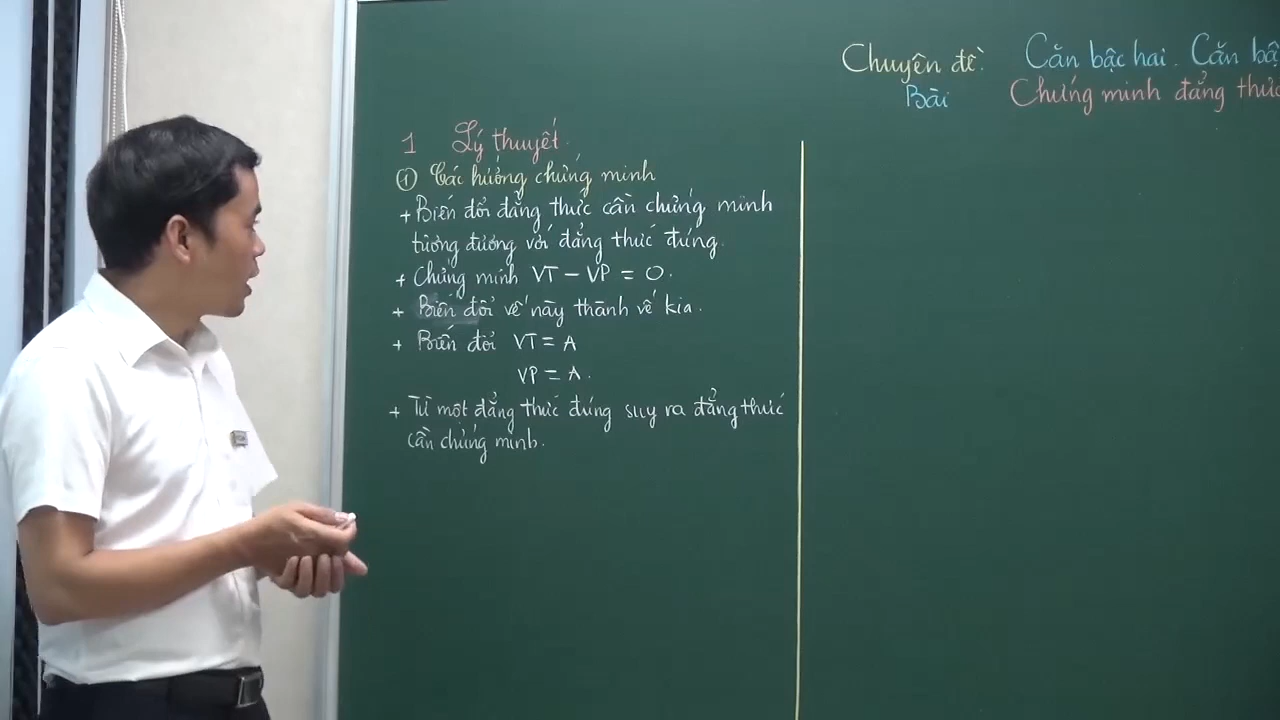 Chuyên đề: Căn bậc hai. Căn bậ
Bài Chứng minh đẳng thức
1 Lý thuyết.
① Các hướng chứng minh
+ Biến đổi đẳng thức cần chứng minh
tương đương với đẳng thức đúng.
+ Chứng minh VT - VP = 0.
+ Biến đổi vế này thành vế kia.
+ Biến đổi VT = A
VP = A.
+ Từ một đẳng thức đúng suy ra đẳng thức
cần chứng minh.